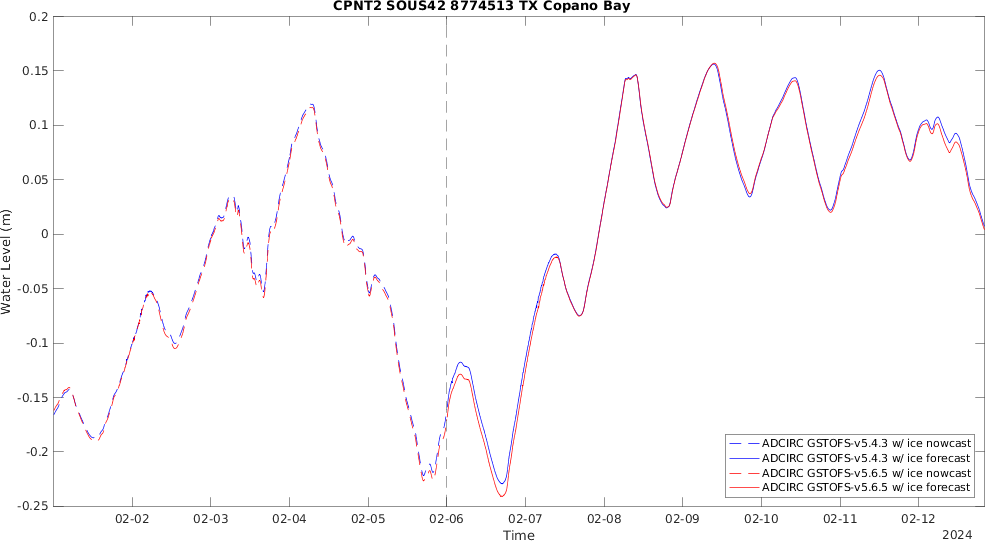 CPNT2 SOUS42 8774513 TX Copano Bay
0.2
0.15
0.1
0.05
0
-0.05
-0.1
-0.15
-0.2
-0.25
Water Level (m)
02-02 02-03 02-04 02-05 02-06 02-07 02-08 02-09 02-10 02-11 02-12
Time
2024
ADCIRC GSTOFS-v5.4.3 w/ ice nowcast
ADCIRC GSTOFS-v5.4.3 w/ ice forecast
ADCIRC GSTOFS-v5.6.5 w/ ice nowcast
ADCIRC GSTOFS-v5.6.5 w/ ice forecast